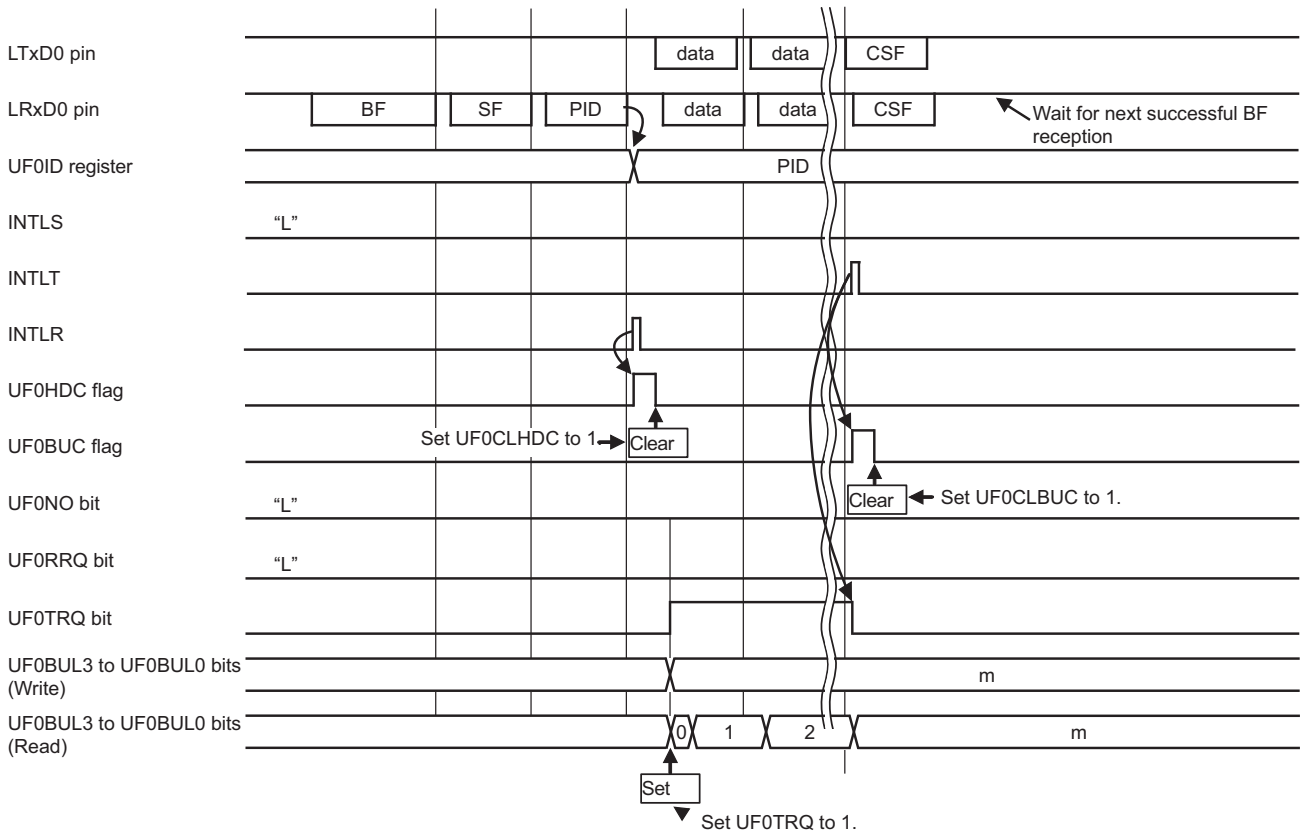 LTxD0 pin
data
data
CSF
LRxD0 pin
BF
SF
PID
data
data
CSF
Wait for next successful BF
reception
UF0ID register
PID
INTLS
“L”
INTLT
INTLR
UF0HDC flag
UF0BUC flag
Set UF0CLHDC to 1.
Clear
UF0NO bit
“L”
Clear
Set UF0CLBUC to 1.
UF0RRQ bit
“L”
UF0TRQ bit
UF0BUL3 to UF0BUL0 bits
(Write)
m
UF0BUL3 to UF0BUL0 bits
(Read)
0
1
2
m
Set
Set UF0TRQ to 1.